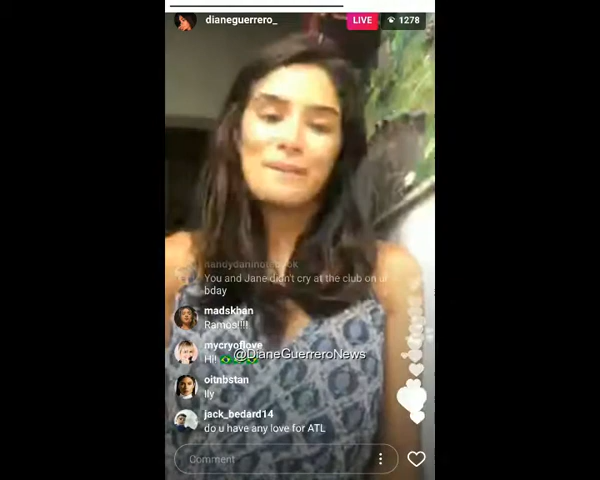 dianeguerrero_ LIVE 1278
You and Jane didn't cry at the club on ur
bday
madskhan
Ramos!!!!
mycryoflove
Hi!
@DianeGuerreroNews
oitnbstan
Ily
jack_bedard14
do u have any love for ATL
Comment